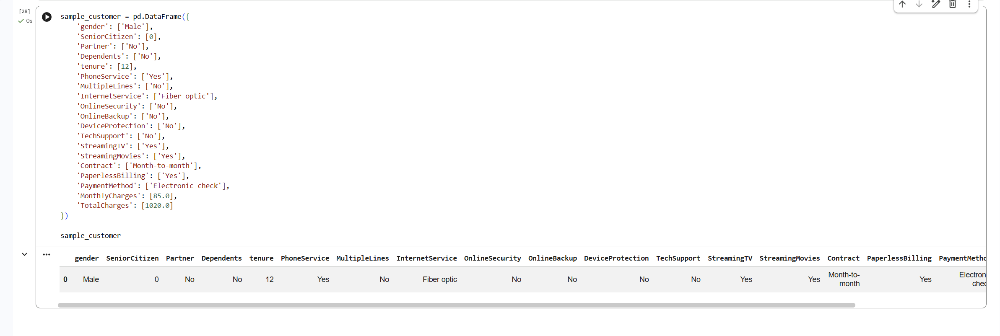 [28]
0s
sample_customer = pd.DataFrame({
    'gender': ['Male'],
    'SeniorCitizen': [0],
    'Partner': ['No'],
    'Dependents': ['No'],
    'tenure': [12],
    'PhoneService': ['Yes'],
    'MultipleLines': ['No'],
    'InternetService': ['Fiber optic'],
    'OnlineSecurity': ['No'],
    'OnlineBackup': ['No'],
    'DeviceProtection': ['No'],
    'TechSupport': ['No'],
    'StreamingTV': ['Yes'],
    'StreamingMovies': ['Yes'],
    'Contract': ['Month-to-month'],
    'PaperlessBilling': ['Yes'],
    'PaymentMethod': ['Electronic check'],
    'MonthlyCharges': [85.0],
    'TotalCharges': [1020.0]
})
sample_customer
gender SeniorCitizen Partner Dependents tenure PhoneService MultipleLines InternetService OnlineSecurity OnlineBackup DeviceProtection TechSupport StreamingTV StreamingMovies Contract PaperlessBilling PaymentMetho
0 Male 0 No No 12 Yes No Fiber optic No No No No Yes Yes Month-to-month Yes Electron chec